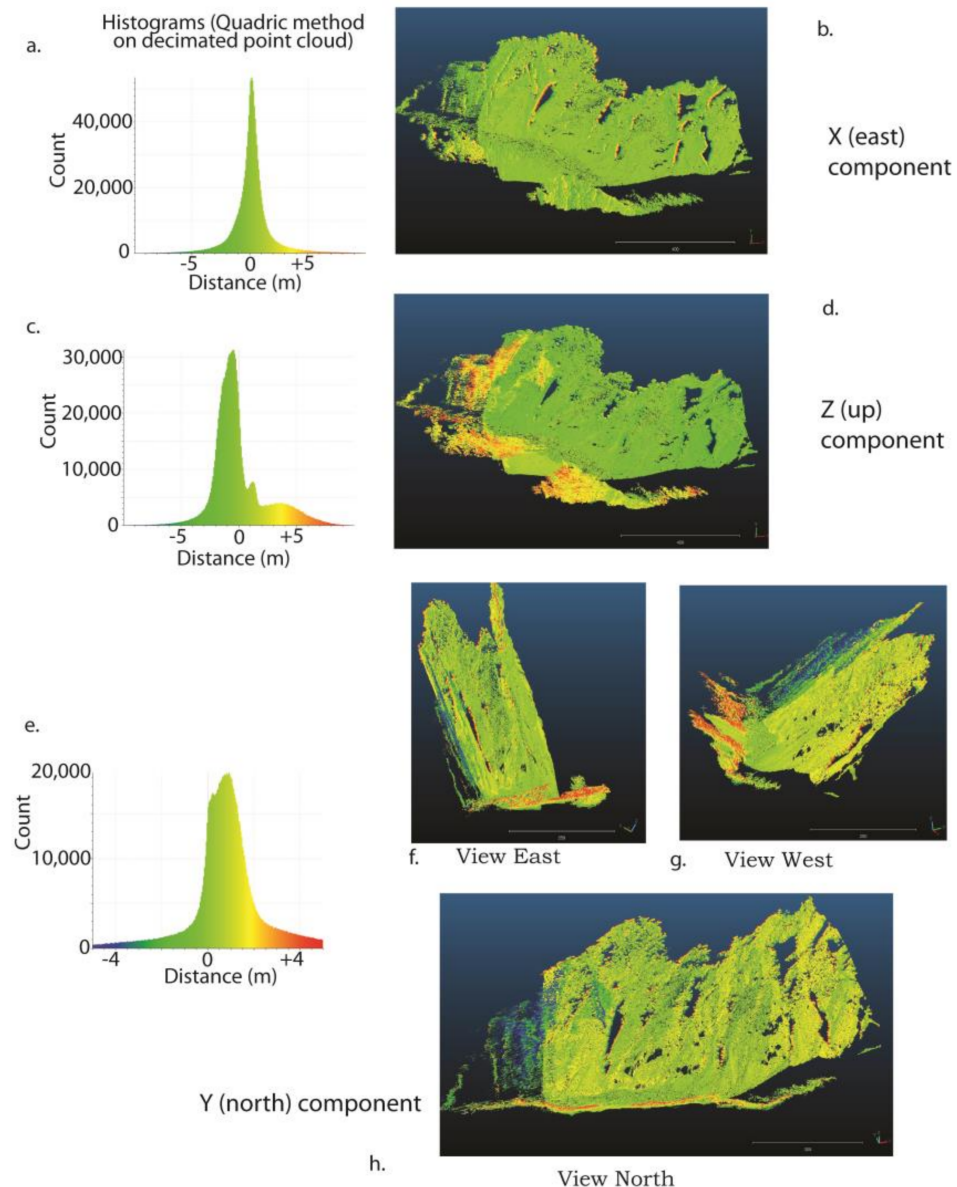 a.
Histograms (Quadric method
on decimated point cloud)
b.
Count
40,000
20,000
0
-5 0 +5
Distance (m)
X (east)
component
c.
d.
Count
30,000
20,000
10,000
0
-5 0 +5
Distance (m)
Z (up)
component
e.
Count
20,000
10,000
0
-4 0 +4
Distance (m)
f. View East
g. View West
Y (north) component
h.
View North